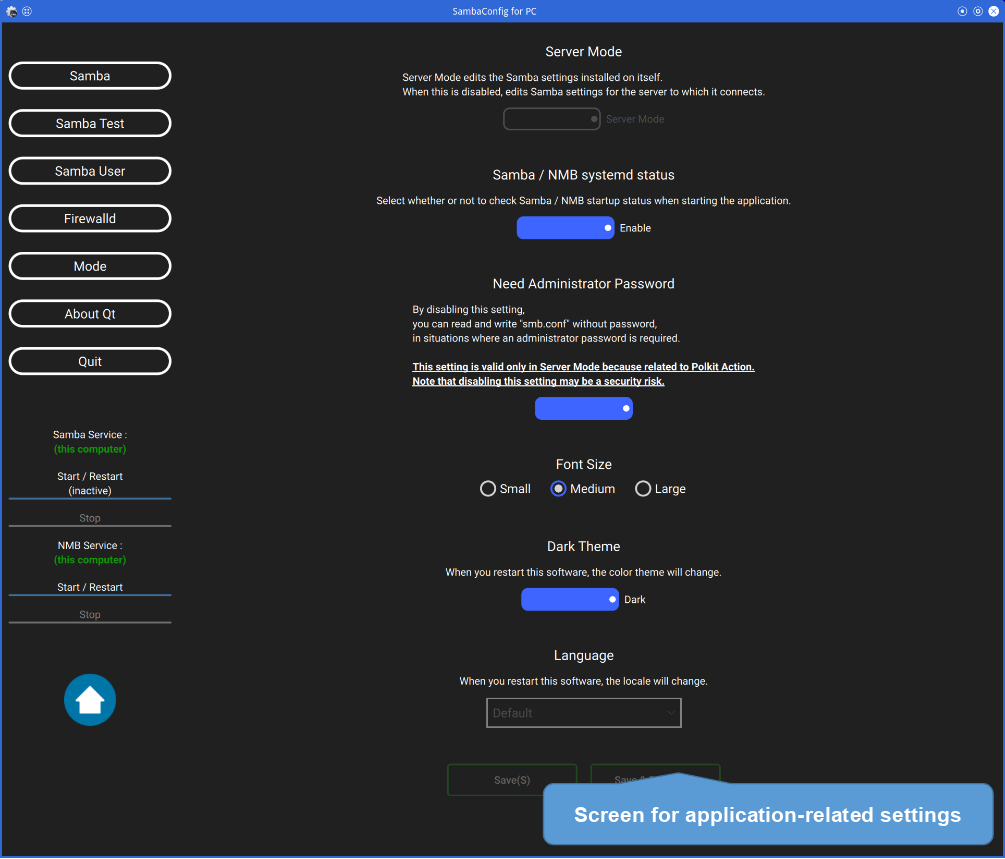 SambaConfig for PC
Samba
Samba Test
Samba User
Firewalld
Mode
About Qt
Quit
Samba Service :
(this computer)
Start / Restart
(inactive)
Stop
NMB Service :
(this computer)
Start / Restart
Stop
Server Mode
Server Mode edits the Samba settings installed on itself.
When this is disabled, edits Samba settings for the server to which it connects.
Server Mode
Samba / NMB systemd status
Select whether or not to check Samba / NMB startup status when starting the application.
Enable
Need Administrator Password
By disabling this setting,
you can read and write "smb.conf" without password,
in situations where an administrator password is required.
This setting is valid only in Server Mode because related to Polkit Action.
Note that disabling this setting may be a security risk.
Font Size
Small Medium Large
Dark Theme
When you restart this software, the color theme will change.
Dark
Language
When you restart this software, the locale will change.
Default
Save(S) Save
Screen for application-related settings